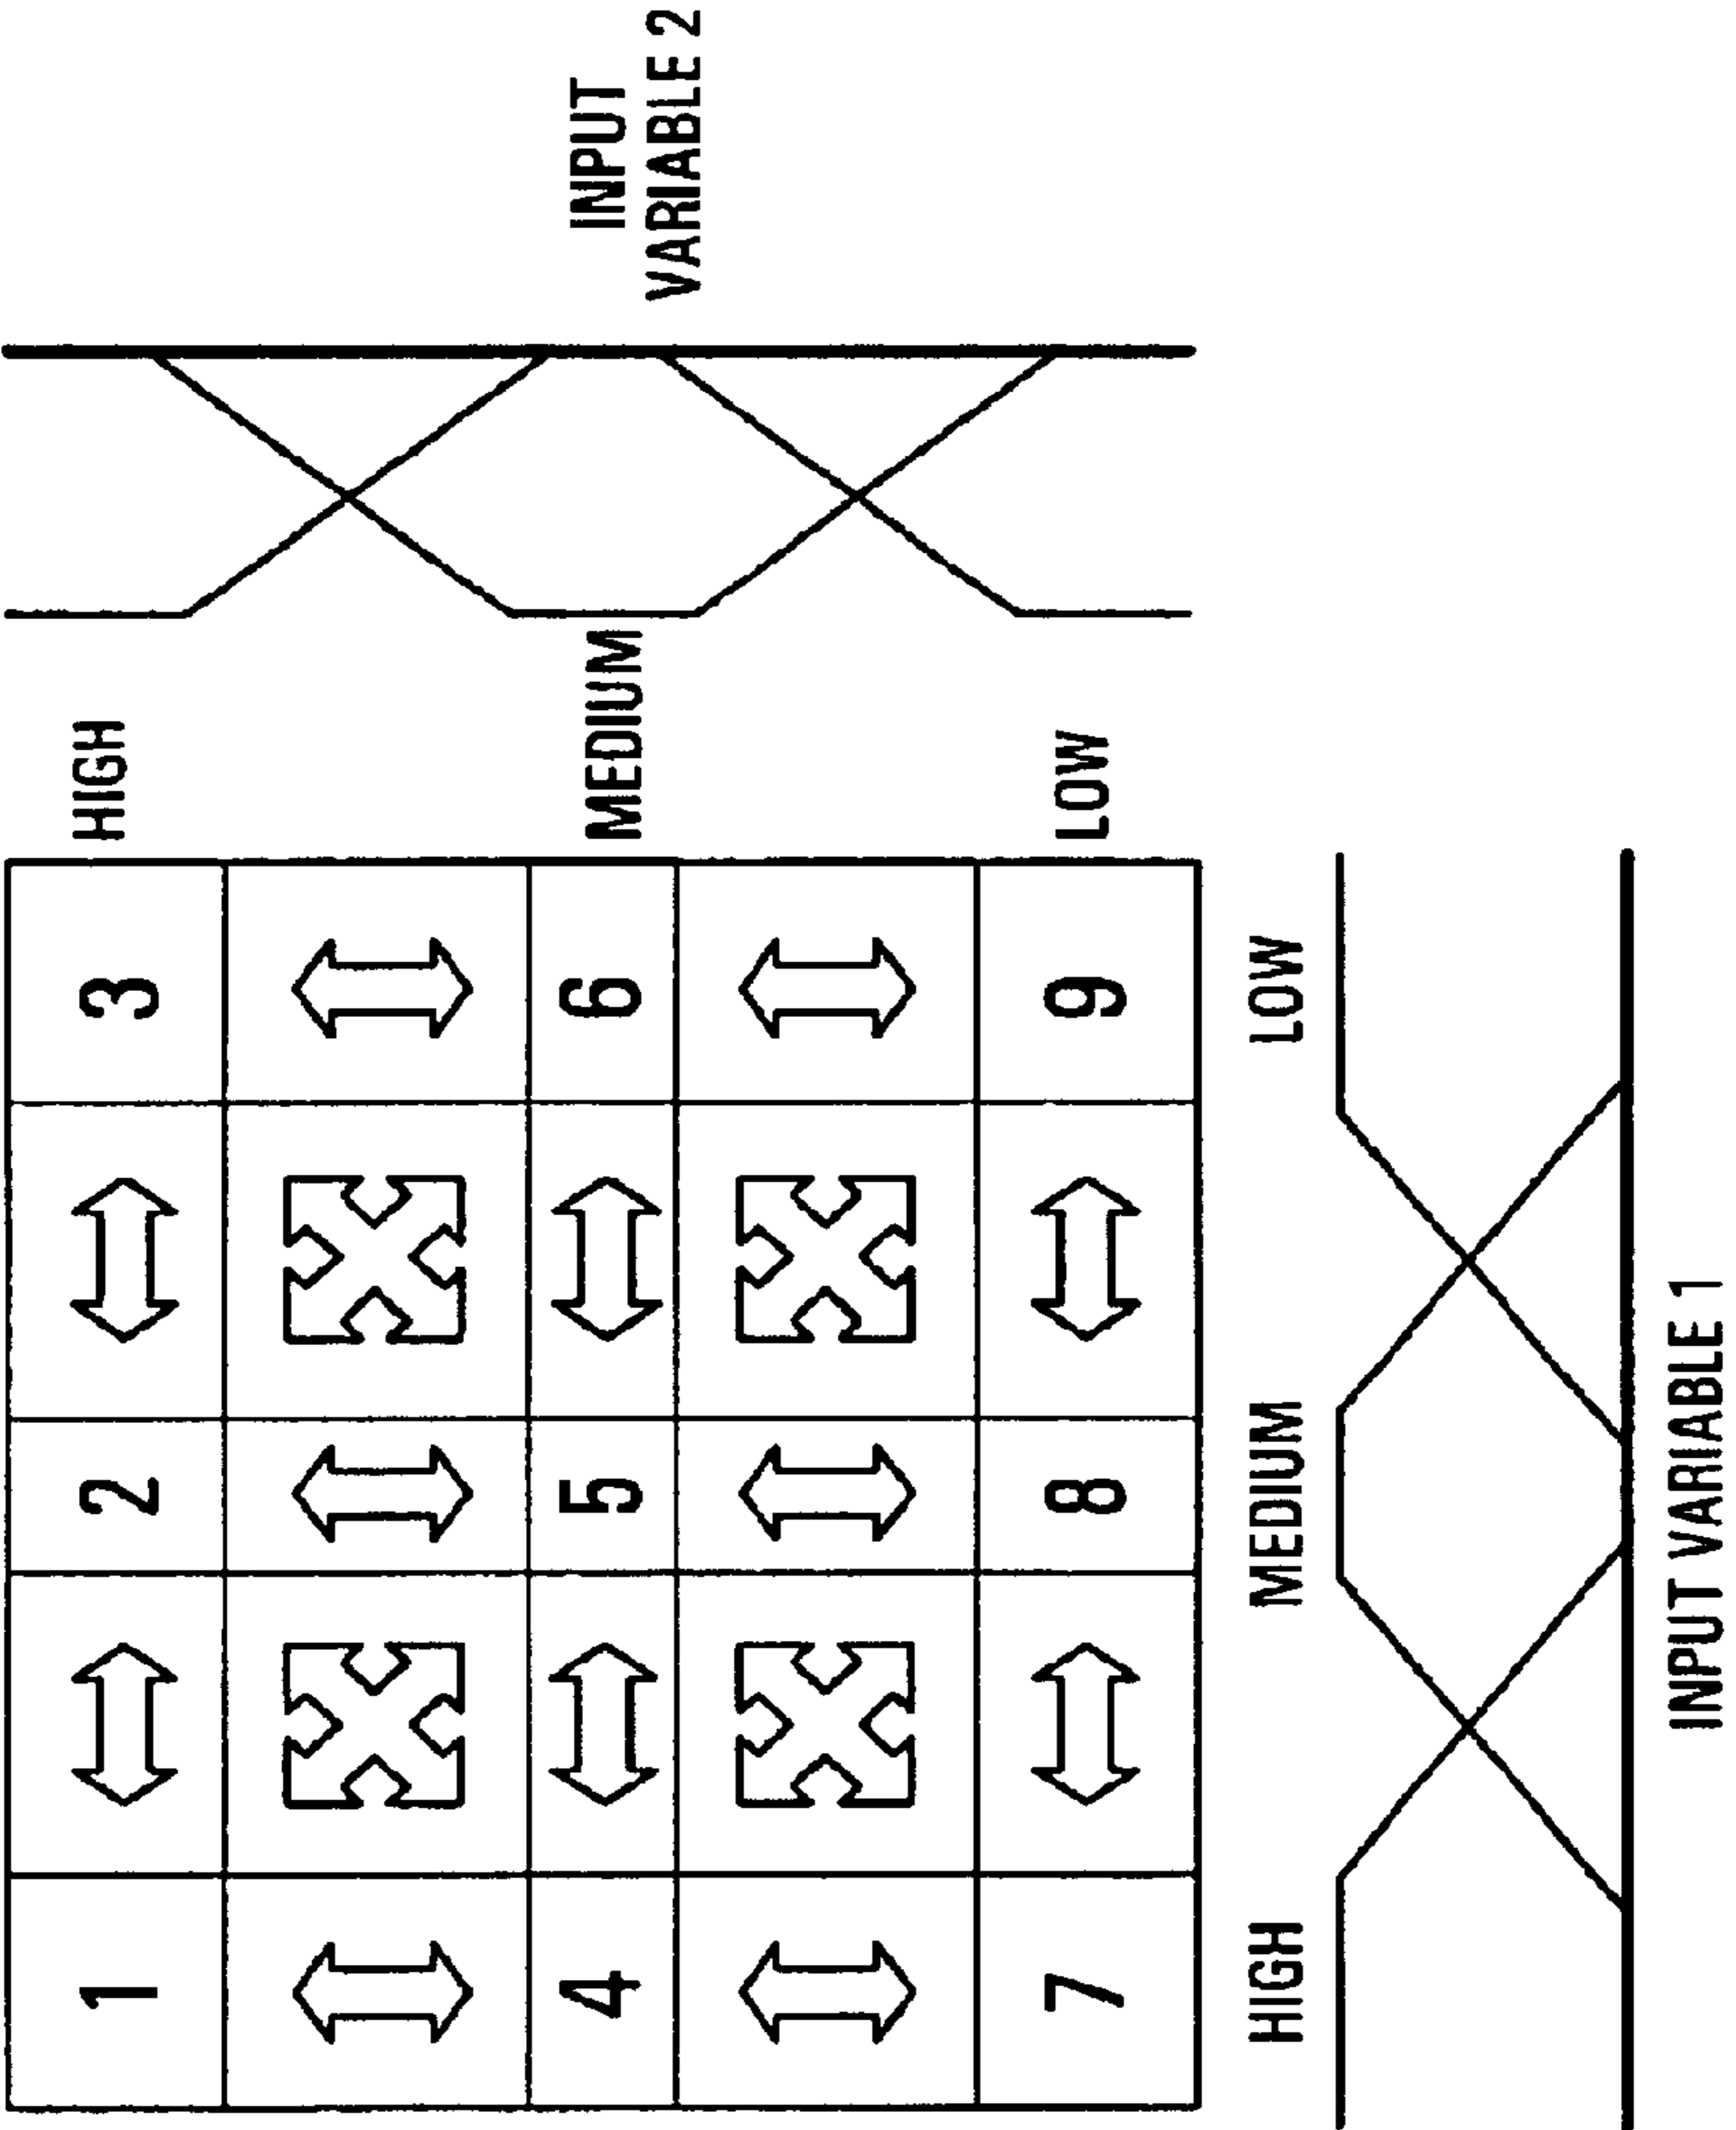 1 2 3 HIGH
4 5 6 MEDIUM
INPUT
VARIABLE 2
7 8 9 LOW
HIGH MEDIUM LOW
INPUT VARIABLE 1